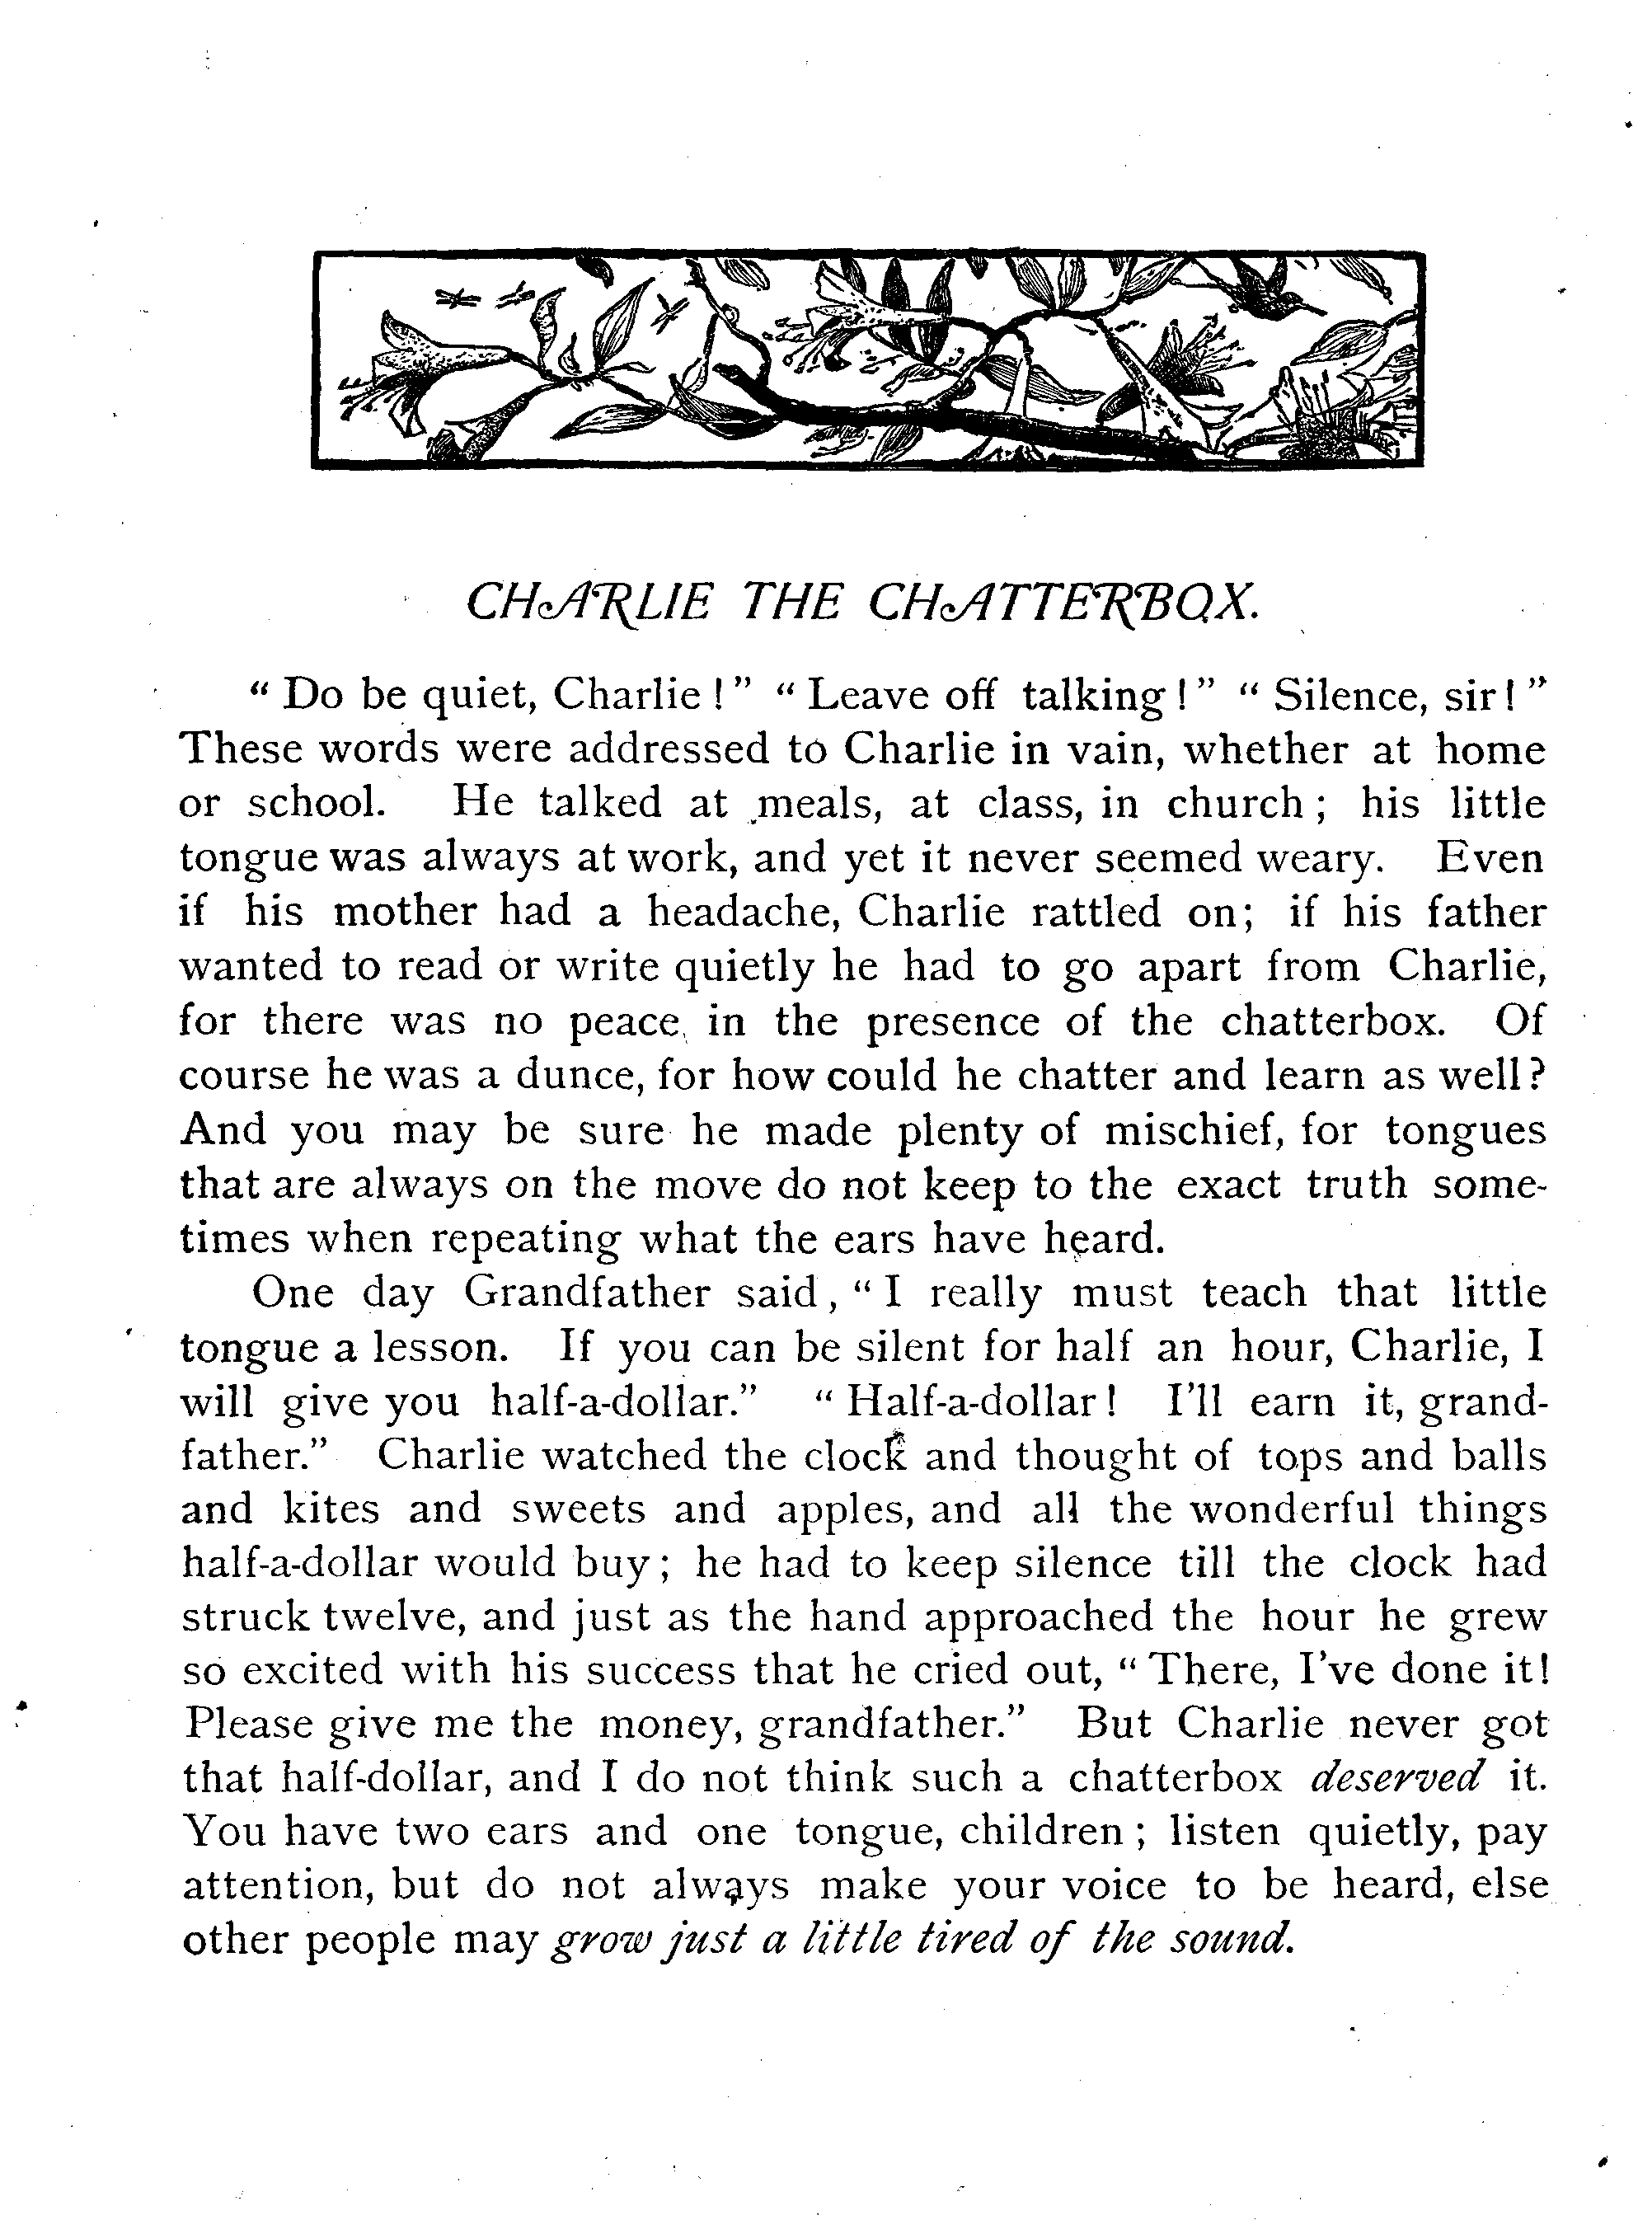 CHARLIE THE CHATTERBOX.
“ Do be quiet, Charlie ! ” “ Leave off talking ! ” “ Silence, sir ! ”
These words were addressed to Charlie in vain, whether at home
or school. He talked at meals, at class, in church ; his little
tongue was always at work, and yet it never seemed weary. Even
if his mother had a headache, Charlie rattled on; if his father
wanted to read or write quietly he had to go apart from Charlie,
for there was no peace in the presence of the chatterbox. Of
course he was a dunce, for how could he chatter and learn as well?
And you may be sure he made plenty of mischief, for tongues
that are always on the move do not keep to the exact truth some-
times when repeating what the ears have heard.
One day Grandfather said, “ I really must teach that little
tongue a lesson. If you can be silent for half an hour, Charlie, I
will give you half-a-dollar.” “ Half-a-dollar! I'll earn it, grand-
father.” Charlie watched the clock and thought of tops and balls
and kites and sweets and apples, and all the wonderful things
half-a-dollar would buy; he had to keep silence till the clock had
struck twelve, and just as the hand approached the hour he grew
so excited with his success that he cried out, “ There, I've done it!
Please give me the money, grandfather.” But Charlie never got
that half-dollar, and I do not think such a chatterbox deserved it.
You have two ears and one tongue, children ; listen quietly, pay
attention, but do not always make your voice to be heard, else
other people may grow just a little tired of the sound.